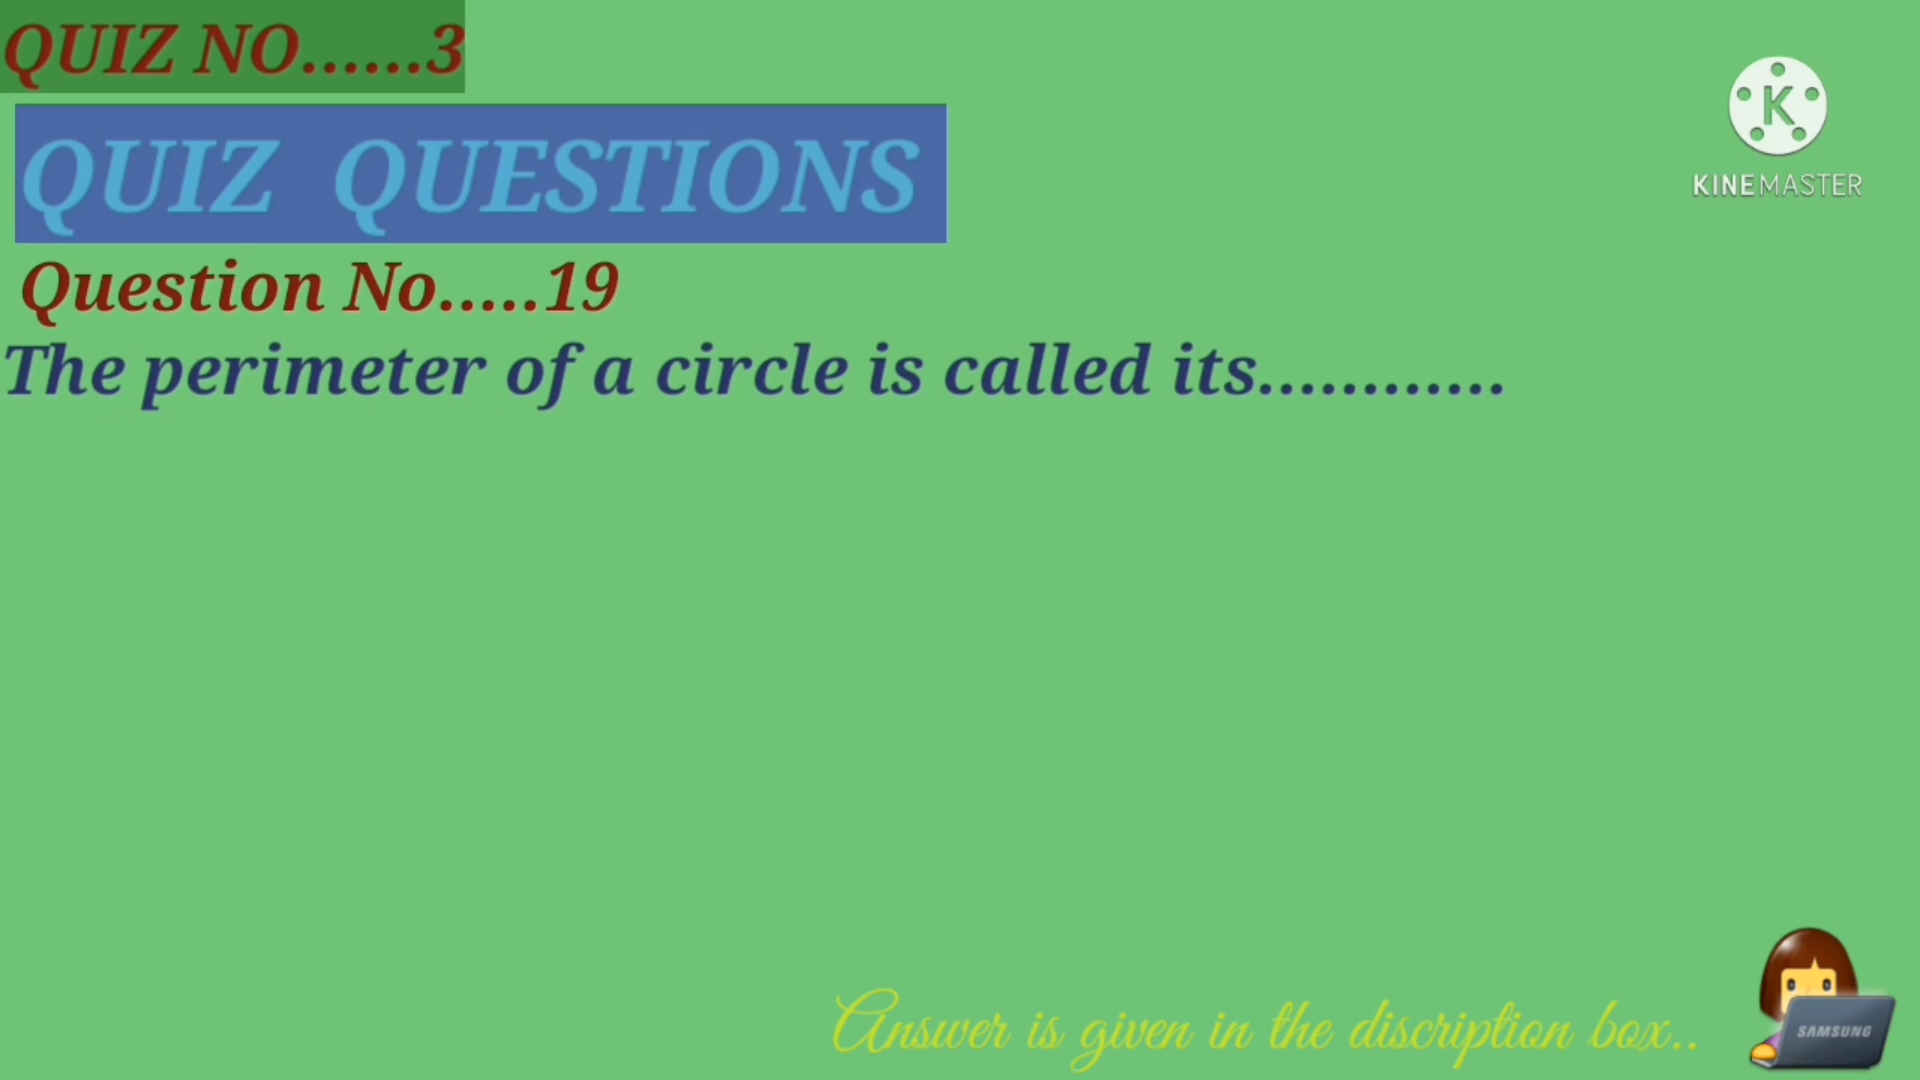 QUIZ NO......3
QUIZ QUESTIONS
Question No.....19
The perimeter of a circle is called its............
K
KINEMASTER
Answer is given in the discription box..
SAMSUNG